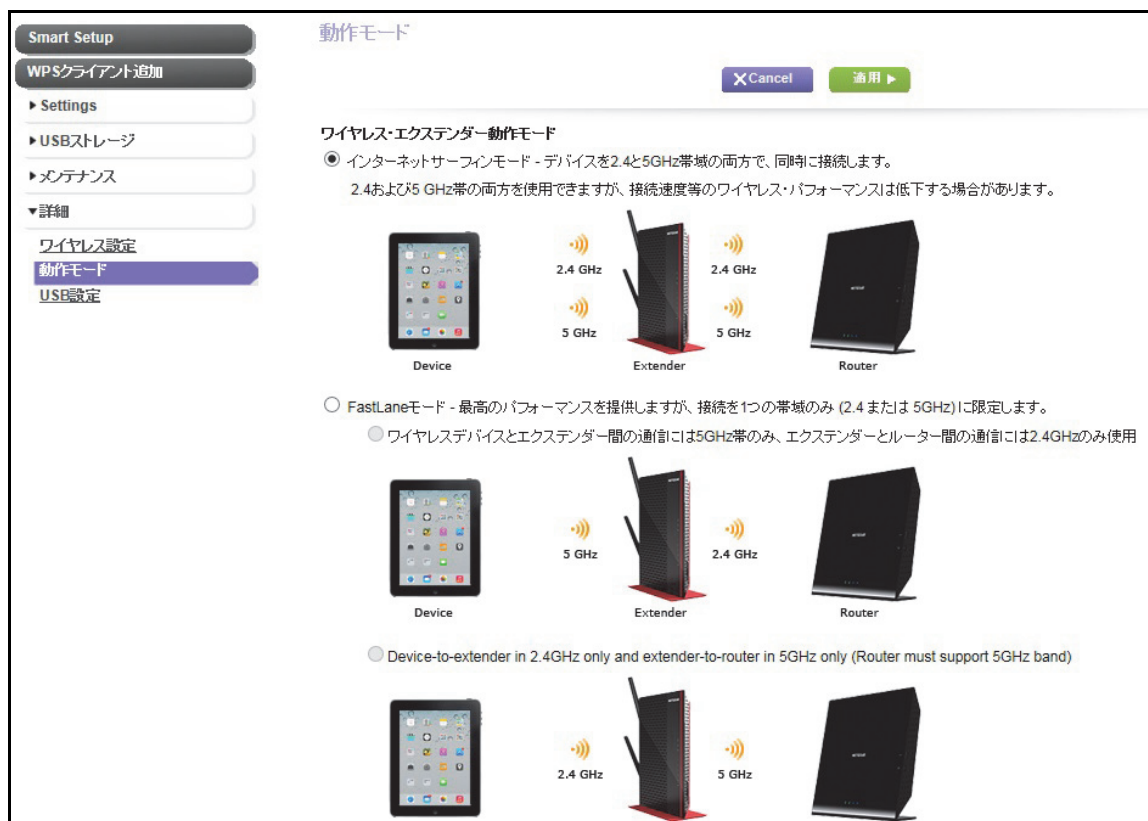 Smart Setup
WPSクライアント追加
▶ Settings
▶ USBストレージ
▶ メンテナンス
▼ 詳細
ワイヤレス設定
動作モード
USB設定
動作モード
X Cancel
適用 ▶
ワイヤレス・エクステンダー動作モード
インターネットサーフィンモード - デバイスを2.4と5GHz帯域の両方で、同時に接続します。
2.4および5 GHz帯の両方を使用できますが、接続速度等のワイヤレス・パフォーマンスは低下する場合があります。
2.4 GHz
2.4 GHz
5 GHz
5 GHz
Device
Extender
Router
FastLaneモード - 最高のパフォーマンスを提供しますが、接続を1つの帯域のみ (2.4 または 5GHz) に限定します。
ワイヤレスデバイスとエクステンダー間の通信には5GHz帯のみ、エクステンダーとルーター間の通信には2.4GHzのみ使用
5 GHz
2.4 GHz
Device
Extender
Router
Device-to-extender in 2.4GHz only and extender-to-router in 5GHz only (Router must support 5GHz band)
2.4 GHz
5 GHz